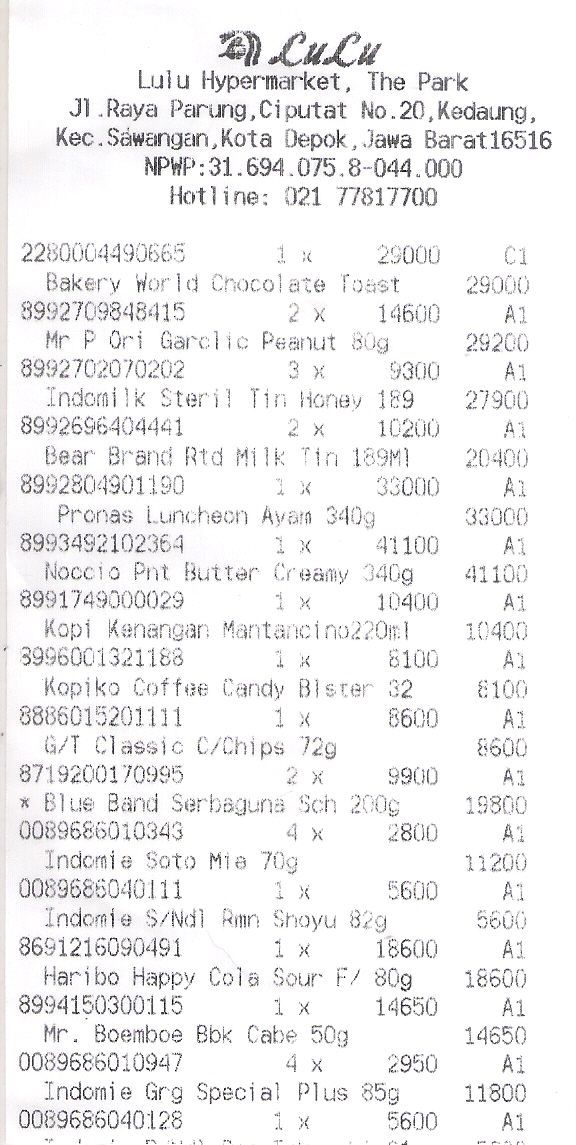 LuLu
Lulu Hypermarket, The Park
Jl.Raya Parung,Ciputat No.20,Kedaung,
Kec.Sawangan,Kota Depok,Jawa Barat16516
NPWP:31.694.075.8-044.000
Hotline: 021 77817700
2280004490665 1 x 29000 C1
Bakery World Chocolate Toast 29000
8992709848415 2 x 14600 A1
Mr P Ori Garclic Peanut 80g 29200
8992702070202 3 x 9300 A1
Indomilk Steril Tin Honey 189 27900
8992696404441 2 x 10200 A1
Bear Brand Rtd Milk Tin 189Ml 20400
8992804901190 1 x 33000 A1
Pronas Luncheon Ayam 340g 33000
8993492102364 1 x 41100 A1
Noccio Pnt Butter Creamy 340g 41100
8991749000029 1 x 10400 A1
Kopi Kenangan Mantancino220ml 10400
8996001321188 1 x 8100 A1
Kopiko Coffee Candy Blster 32 8100
8886015201111 1 x 8600 A1
G/T Classic C/Chips 72g 8600
8719200170995 2 x 9900 A1
* Blue Band Serbaguna Sch 200g 19800
0089686010343 4 x 2800 A1
Indomie Soto Mie 70g 11200
0089686040111 1 x 5600 A1
Indomie S/Ndl Rmn Shoyu 82g 5600
8691216090491 1 x 18600 A1
Haribo Happy Cola Sour F/ 80g 18600
8994150300115 1 x 14650 A1
Mr. Boemboe Bbk Cabe 50g 14650
0089686010947 4 x 2950 A1
Indomie Grg Special Plus 85g 11800
0089686040128 1 x 5600 A1